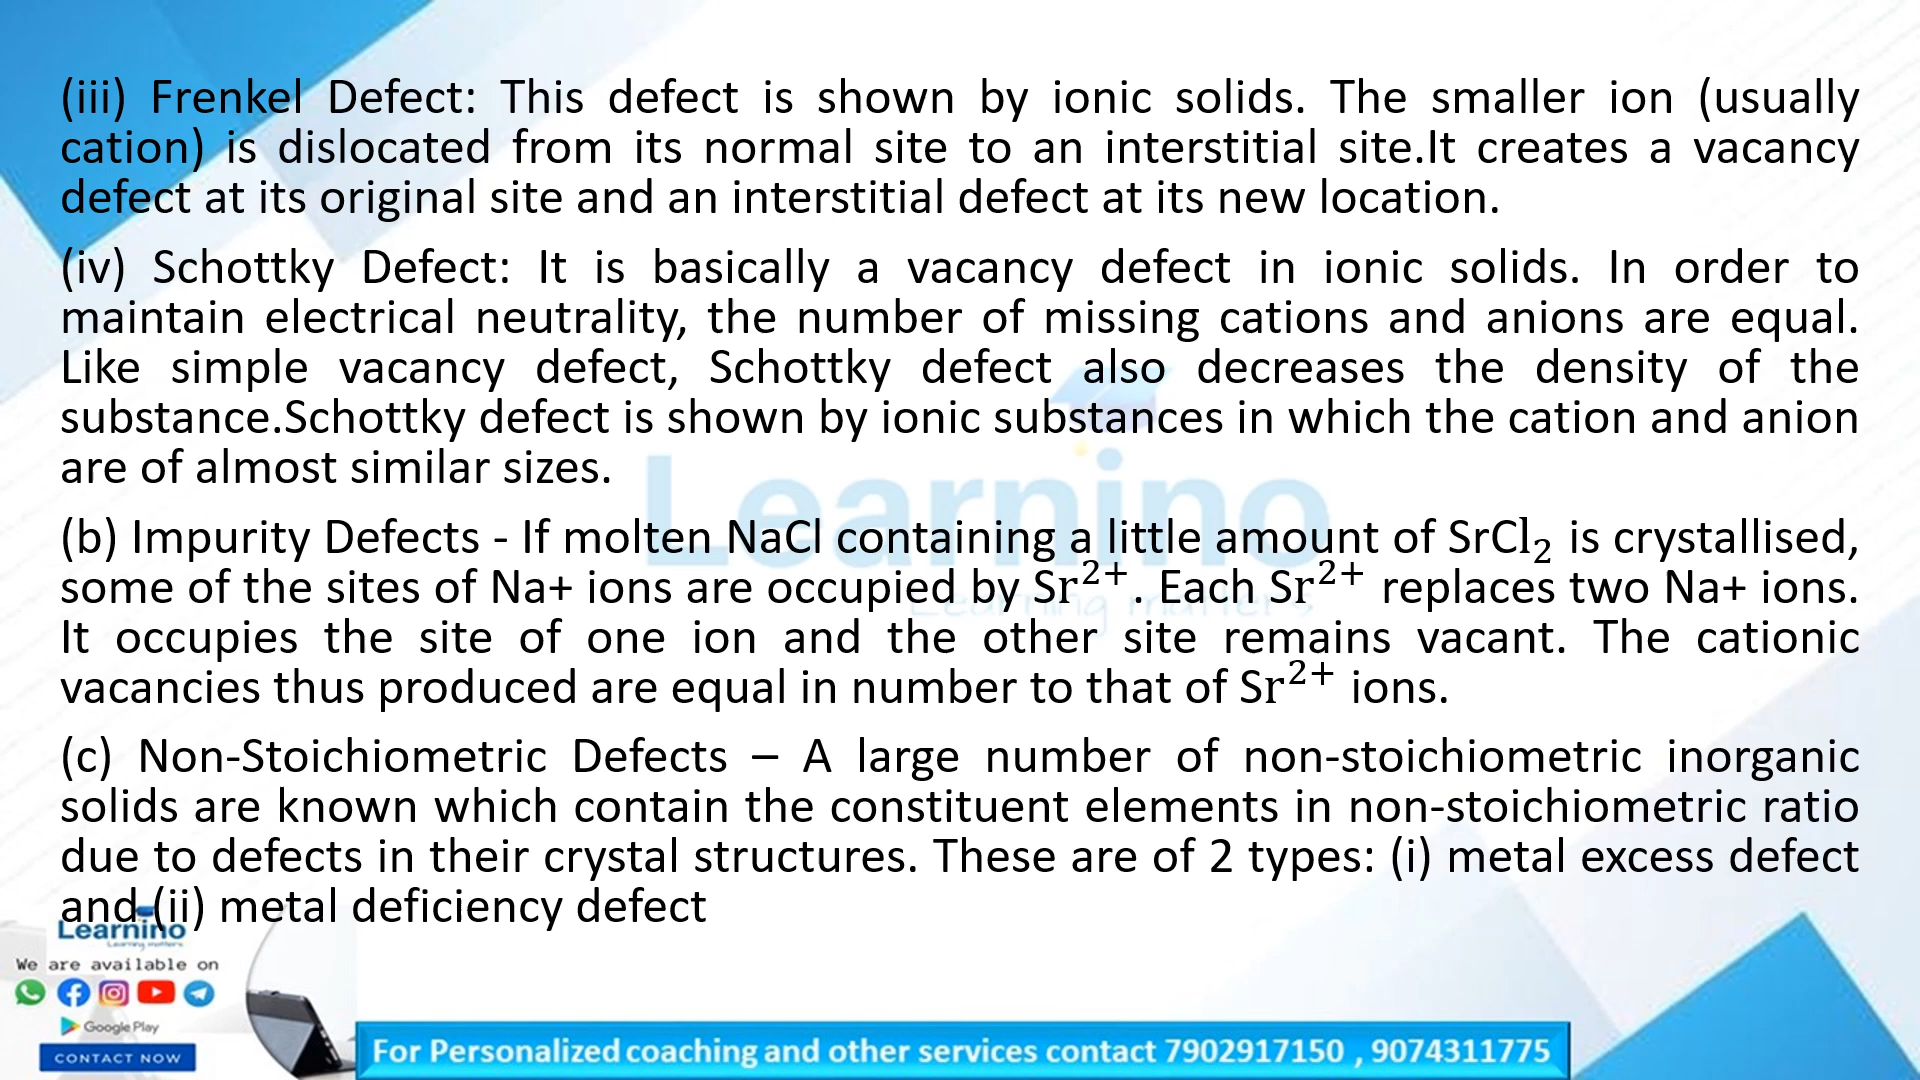 (iii) Frenkel Defect: This defect is shown by ionic solids. The smaller ion (usually
cation) is dislocated from its normal site to an interstitial site.It creates a vacancy
defect at its original site and an interstitial defect at its new location.
(iv) Schottky Defect: It is basically a vacancy defect in ionic solids. In order to
maintain electrical neutrality, the number of missing cations and anions are equal.
Like simple vacancy defect, Schottky defect also decreases the density of the
substance.Schottky defect is shown by ionic substances in which the cation and anion
are of almost similar sizes.
(b) Impurity Defects - If molten NaCl containing a little amount of SrCl₂ is crystallised,
some of the sites of Na+ ions are occupied by Sr²⁺ . Each Sr²⁺ replaces two Na+ ions.
It occupies the site of one ion and the other site remains vacant. The cationic
vacancies thus produced are equal in number to that of Sr²⁺ ions.
(c) Non-Stoichiometric Defects – A large number of non-stoichiometric inorganic
solids are known which contain the constituent elements in non-stoichiometric ratio
due to defects in their crystal structures. These are of 2 types: (i) metal excess defect
and (ii) metal deficiency defect
Learnino
Learning matters
Learnino
Learning matters
We are available on
Google Play
CONTACT NOW
For Personalized coaching and other services contact 7902917150 , 9074311775